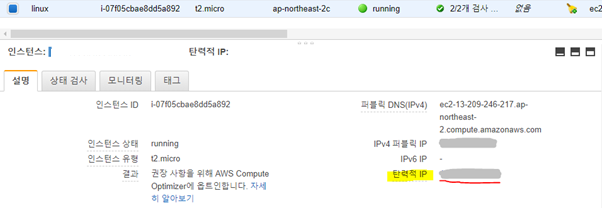 linux i-07f05cbae8dd5a892 t2.micro ap-northeast-2c running 2/2개 검사 ... 없음 ec2
인스턴스: 탄력적 IP:
설명 상태 검사 모니터링 태그
인스턴스 ID i-07f05cbae8dd5a892 퍼블릭 DNS(IPv4) ec2-13-209-246-217.ap-
northeast-
2.compute.amazonaws.com
인스턴스 상태 running IPv4 퍼블릭 IP
인스턴스 유형 t2.micro IPv6 IP -
결과 권장 사항을 위해 AWS Compute 탄력적 IP
Optimizer에 옵트인합니다. 자세
히 알아보기